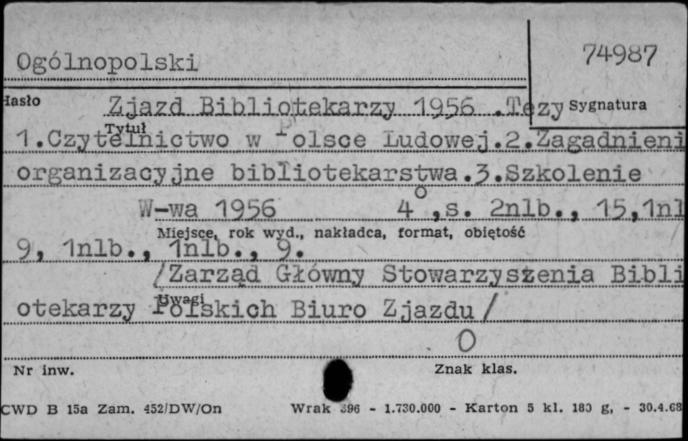 Ogólnopolski
74987
Hasło
Zjazd Bibliotekarzy 1956 .Tezy
Sygnatura
Tytuł
1.Czytelnictwo w Polsce Ludowej.2.Zagadnieni
organizacyjne bibliotekarstwa.3.Szkolenie
W-wa 1956 4°,s. 2nlb., 15,1nl
Miejsce, rok wyd., nakładca, format, objętość
9, 1nlb., 1nlb., 9.
/Zarząd Główny Stowarzyszenia Bibli
Uwagi
otekarzy Polskich Biuro Zjazdu/
O
Nr inw.
Znak klas.
CWD B 15a Zam. 452/DW/On
Wrak 396 - 1.730.000 - Karton 5 kl. 180 g, - 30.4.68